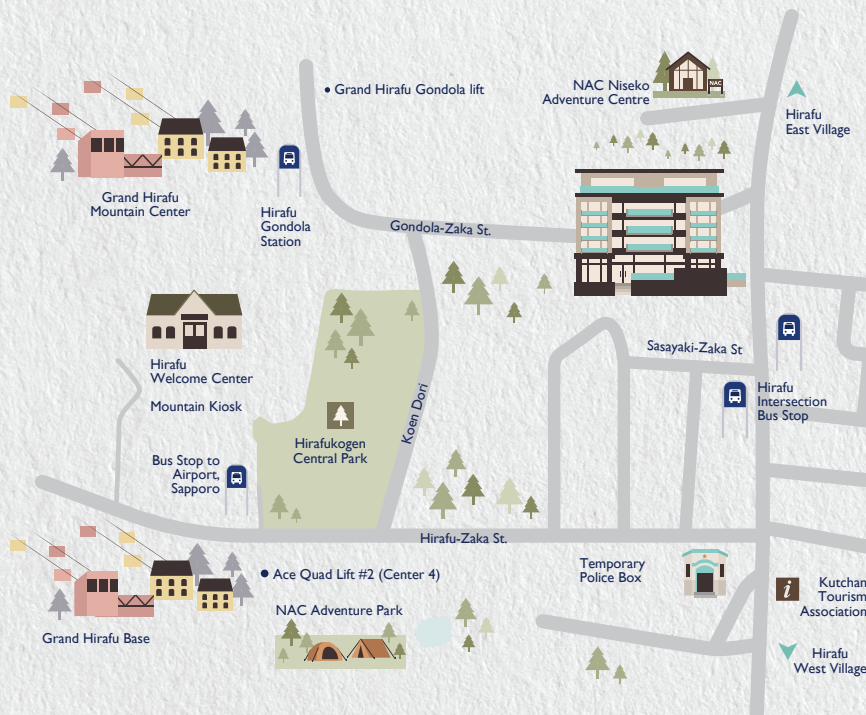 Grand Hirafu Gondola lift
NAC Niseko
Adventure Centre
NAC
Hirafu
East Village
Grand Hirafu
Mountain Center
Hirafu
Gondola
Station
Gondola-Zaka St.
Sasayaki-Zaka St
Hirafu
Welcome Center
Mountain Kiosk
Hirafu
Intersection
Bus Stop
Koen Dori
Hirafukogen
Central Park
Bus Stop to
Airport,
Sapporo
Hirafu-Zaka St.
Ace Quad Lift #2 (Center 4)
Temporary
Police Box
i
Kutchan
Tourism
Association
NAC Adventure Park
Grand Hirafu Base
Hirafu
West Village